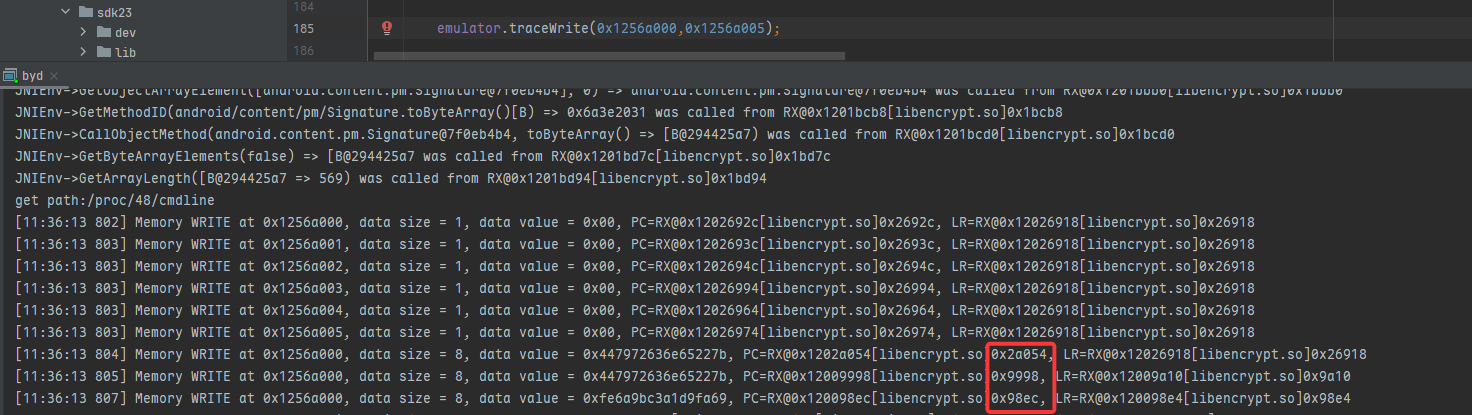 sdk23
dev
lib
184
185 emulator.traceWrite(0x1256a000,0x1256a005);
186
byd
JNIEnv->GetObjectArrayElement([android.content.pm.Signature@7f0eb4b4], 0) => android.content.pm.Signature@7f0eb4b4 was called from RX@0x1201bbb0[libencrypt.so]0x1bbb0
JNIEnv->GetMethodID(android/content/pm/Signature.toByteArray()[B) => 0x6a3e2031 was called from RX@0x1201bcb8[libencrypt.so]0x1bcb8
JNIEnv->CallObjectMethod(android.content.pm.Signature@7f0eb4b4, toByteArray() => [B@294425a7) was called from RX@0x1201bcd0[libencrypt.so]0x1bcd0
JNIEnv->GetByteArrayElements(false) => [B@294425a7 was called from RX@0x1201bd7c[libencrypt.so]0x1bd7c
JNIEnv->GetArrayLength([B@294425a7 => 569) was called from RX@0x1201bd94[libencrypt.so]0x1bd94
get path:/proc/48/cmdline
[11:36:13 802] Memory WRITE at 0x1256a000, data size = 1, data value = 0x00, PC=RX@0x1202692c[libencrypt.so]0x2692c, LR=RX@0x12026918[libencrypt.so]0x26918
[11:36:13 803] Memory WRITE at 0x1256a001, data size = 1, data value = 0x00, PC=RX@0x1202693c[libencrypt.so]0x2693c, LR=RX@0x12026918[libencrypt.so]0x26918
[11:36:13 803] Memory WRITE at 0x1256a002, data size = 1, data value = 0x00, PC=RX@0x1202694c[libencrypt.so]0x2694c, LR=RX@0x12026918[libencrypt.so]0x26918
[11:36:13 803] Memory WRITE at 0x1256a003, data size = 1, data value = 0x00, PC=RX@0x12026994[libencrypt.so]0x26994, LR=RX@0x12026918[libencrypt.so]0x26918
[11:36:13 803] Memory WRITE at 0x1256a004, data size = 1, data value = 0x00, PC=RX@0x12026964[libencrypt.so]0x26964, LR=RX@0x12026918[libencrypt.so]0x26918
[11:36:13 803] Memory WRITE at 0x1256a005, data size = 1, data value = 0x00, PC=RX@0x12026974[libencrypt.so]0x26974, LR=RX@0x12026918[libencrypt.so]0x26918
[11:36:13 804] Memory WRITE at 0x1256a000, data size = 8, data value = 0x447972636e65227b, PC=RX@0x1202a054[libencrypt.so]0x2a054, LR=RX@0x12026918[libencrypt.so]0x26918
[11:36:13 805] Memory WRITE at 0x1256a000, data size = 8, data value = 0x447972636e65227b, PC=RX@0x12009998[libencrypt.so]0x9998, LR=RX@0x12009a10[libencrypt.so]0x9a10
[11:36:13 807] Memory WRITE at 0x1256a000, data size = 8, data value = 0xfe6a9bc3a1d9fa69, PC=RX@0x120098ec[libencrypt.so]0x98ec, LR=RX@0x120098e4[libencrypt.so]0x98e4